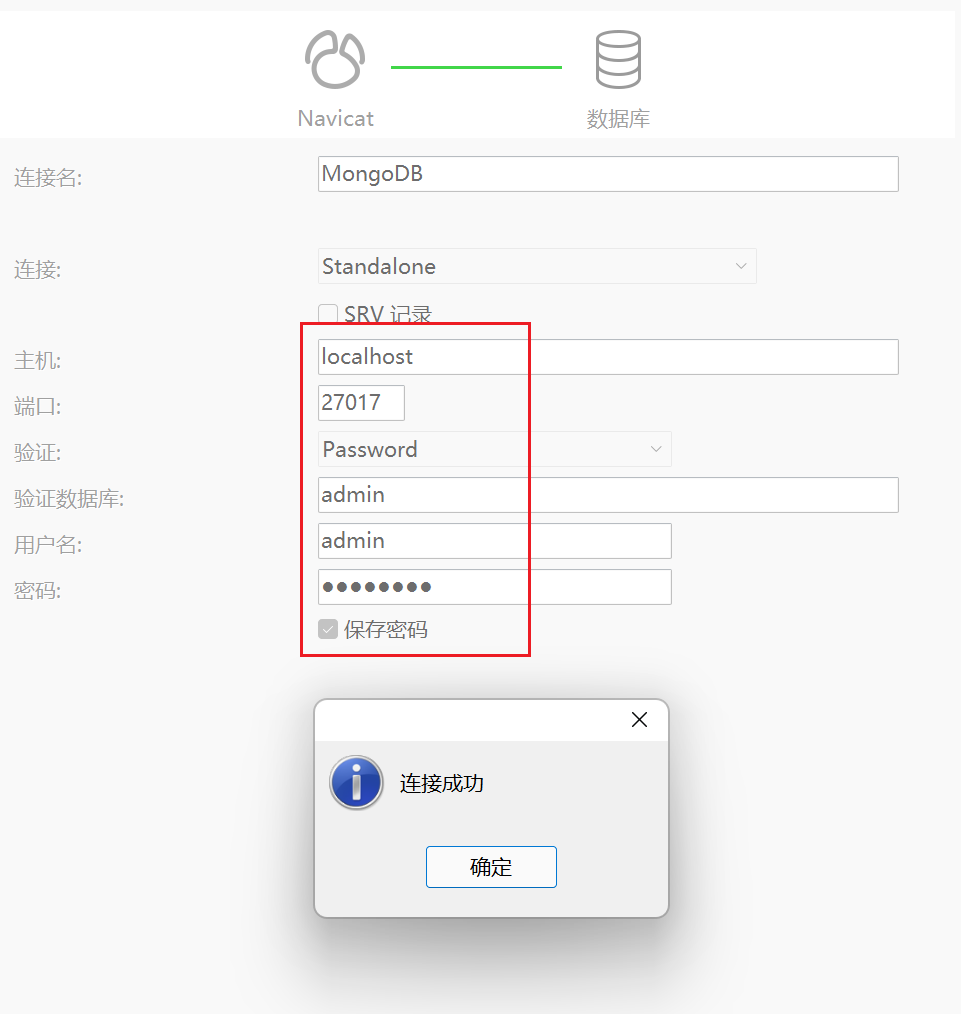 Navicat
数据库
连接名: MongoDB
连接: Standalone
SRV 记录
主机: localhost
端口: 27017
验证: Password
验证数据库: admin
用户名: admin
密码: ●●●●●●●●
保存密码
连接成功
确定